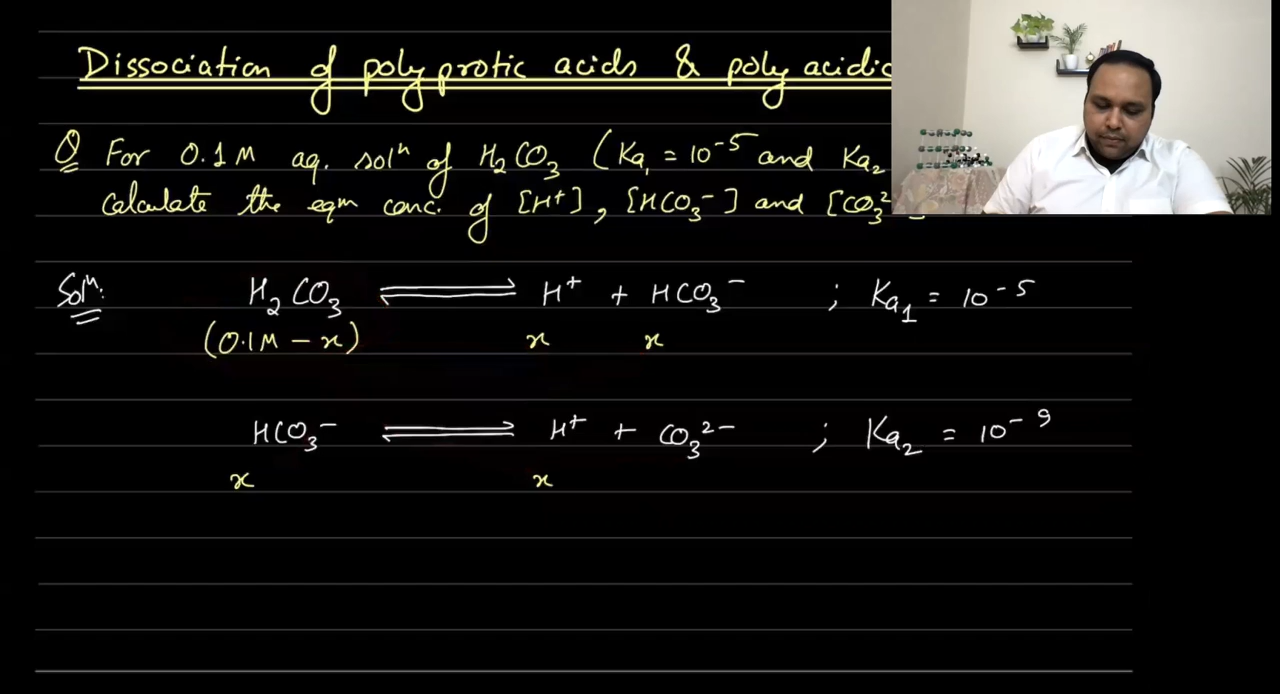 Dissociation of polyprotic acids & poly acidic
Q For 0.1M aq. solⁿ of H₂CO₃ (Ka₁ = 10⁻⁵ and Ka₂
calculate the eqm conc. of [H⁺], [HCO₃⁻] and [CO₃²⁻]
Solⁿ: H₂CO₃ ⇌ H⁺ + HCO₃⁻ ; Ka₁ = 10⁻⁵
(0.1M − x) x x
HCO₃⁻ ⇌ H⁺ + CO₃²⁻ ; Ka₂ = 10⁻⁹
x x